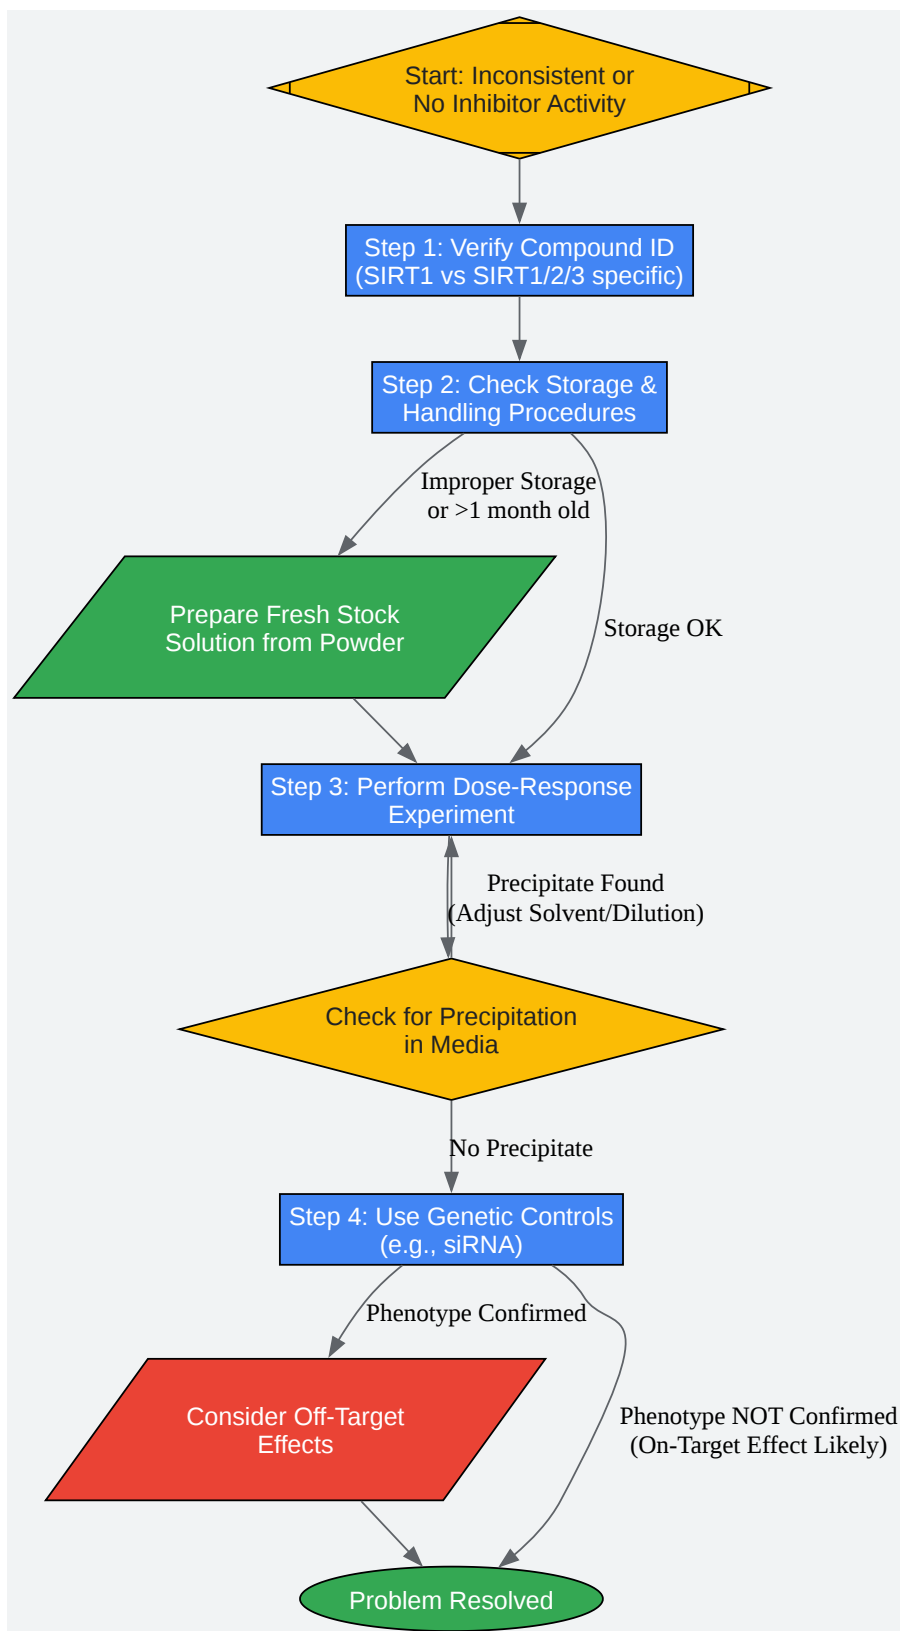 Start: Inconsistent or
No Inhibitor Activity
Step 1: Verify Compound ID
(SIRT1 vs SIRT1/2/3 specific)
Step 2: Check Storage &
Handling Procedures
Improper Storage
or >1 month old
Prepare Fresh Stock
Solution from Powder
Storage OK
Step 3: Perform Dose-Response
Experiment
Precipitate Found
(Adjust Solvent/Dilution)
Check for Precipitation
in Media
No Precipitate
Step 4: Use Genetic Controls
(e.g., siRNA)
Phenotype Confirmed
Consider Off-Target
Effects
Phenotype NOT Confirmed
(On-Target Effect Likely)
Problem Resolved